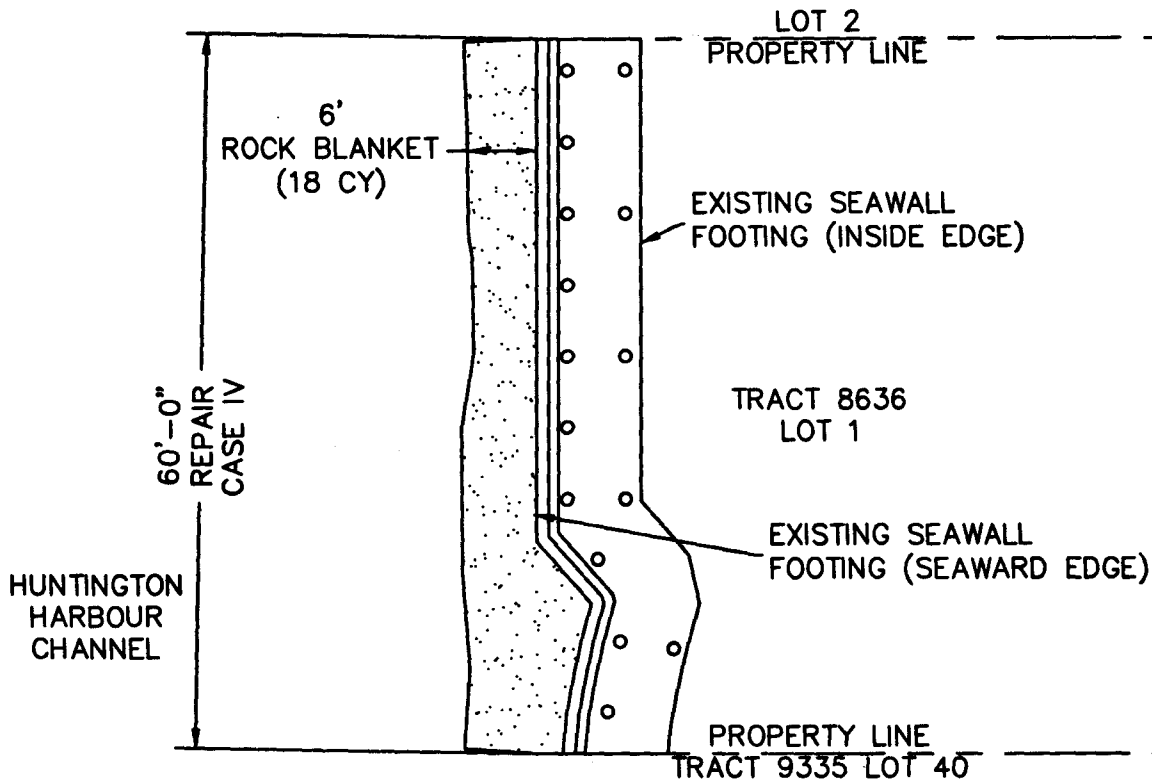 LOT 2
PROPERTY LINE
6'
ROCK BLANKET
(18 CY)
EXISTING SEAWALL
FOOTING (INSIDE EDGE)
60'-0"
REPAIR
CASE IV
TRACT 8636
LOT 1
EXISTING SEAWALL
FOOTING (SEAWARD EDGE)
HUNTINGTON
HARBOUR
CHANNEL
PROPERTY LINE
TRACT 9335 LOT 40